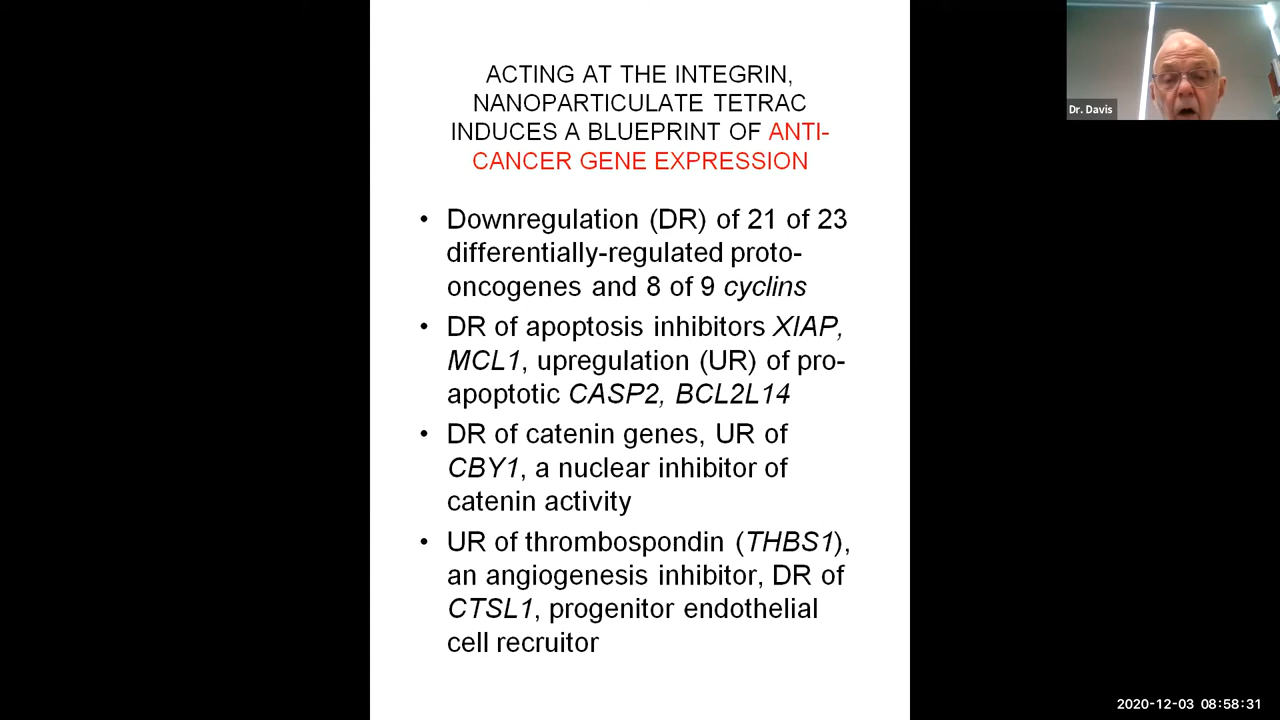 ACTING AT THE INTEGRIN,
NANOPARTICULATE TETRAC
INDUCES A BLUEPRINT OF ANTI-
CANCER GENE EXPRESSION
• Downregulation (DR) of 21 of 23
differentially-regulated proto-
oncogenes and 8 of 9 cyclins
• DR of apoptosis inhibitors XIAP,
MCL1, upregulation (UR) of pro-
apoptotic CASP2, BCL2L14
• DR of catenin genes, UR of
CBY1, a nuclear inhibitor of
catenin activity
• UR of thrombospondin (THBS1),
an angiogenesis inhibitor, DR of
CTSL1, progenitor endothelial
cell recruitor
Dr. Davis
2020-12-03 08:58:31